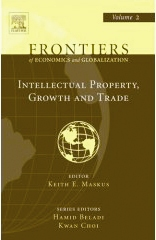 Volume 2
FRONTIERS
of ECONOMICS and GLOBALIZATION
INTELLECTUAL PROPERTY,
GROWTH AND TRADE
EDITOR
KEITH E. MASKUS
SERIES EDITORS
HAMID BELADI
KWAN CHOI